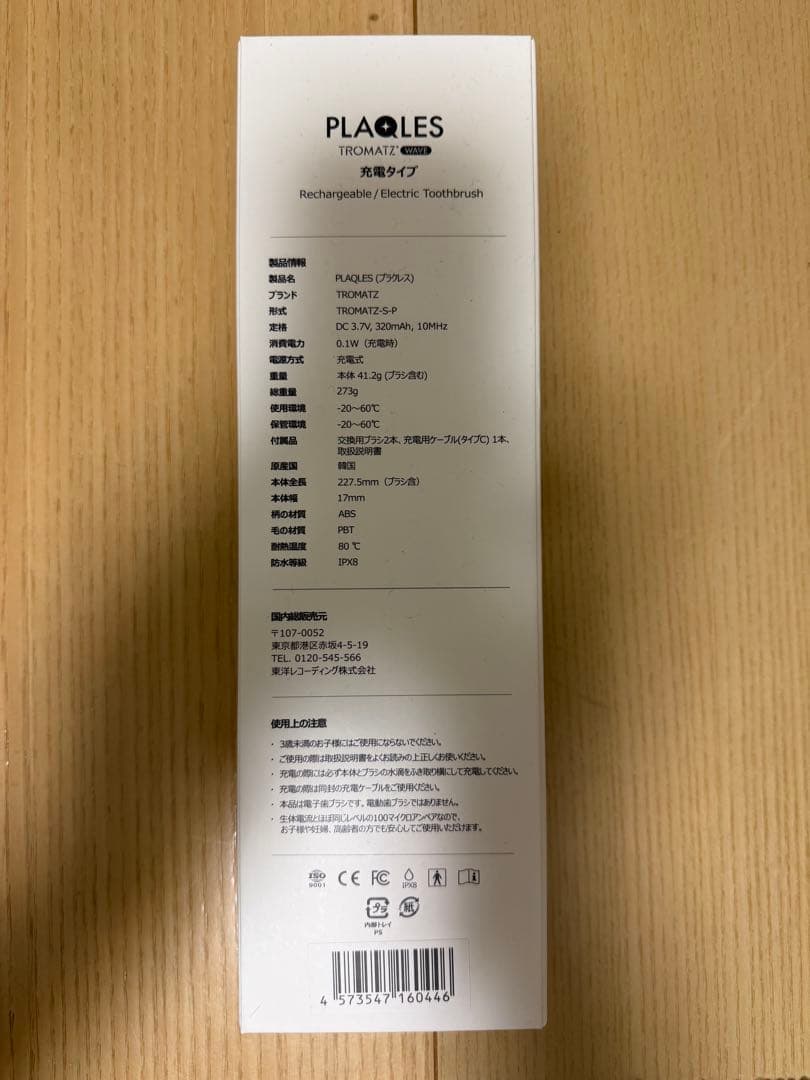 PLAQLES
TROMATZ® WAVE
充電タイプ
Rechargeable / Electric Toothbrush
製品情報
製品名 PLAQLES (プラクレス)
ブランド TROMATZ
形式 TROMATZ-S-P
定格 DC 3.7V, 320mAh, 10MHz
消費電力 0.1W（充電時）
電源方式 充電式
重量 本体 41.2g (ブラシ含む)
総重量 273g
使用環境 -20～60℃
保管環境 -20～60℃
付属品 交換用ブラシ2本、充電用ケーブル(タイプC) 1本、
取扱説明書
原産国 韓国
本体全長 227.5mm（ブラシ含）
本体幅 17mm
柄の材質 ABS
毛の材質 PBT
耐熱温度 80 ℃
防水等級 IPX8
国内総販売元
〒107-0052
東京都港区赤坂4-5-19
TEL. 0120-545-566
東洋レコーディング株式会社
使用上の注意
・ 3歳未満のお子様にはご使用にならないでください。
・ ご使用の際は取扱説明書をよくお読みの上正しくお使いください。
・ 充電の際には必ず本体とブラシの水滴をふき取り横にして充電してください。
・ 充電の際は同封の充電ケーブルをご使用ください。
・ 本品は電子歯ブラシです。電動歯ブラシではありません。
・ 生体電流とほぼ同じレベルの100マイクロアンペアなので、
お子様や妊婦、高齢者の方でも安心してご使用いただけます。
ISO 9001 CE FC IPX8
プラ 紙
内部トレイ
PS
4 573547 160446